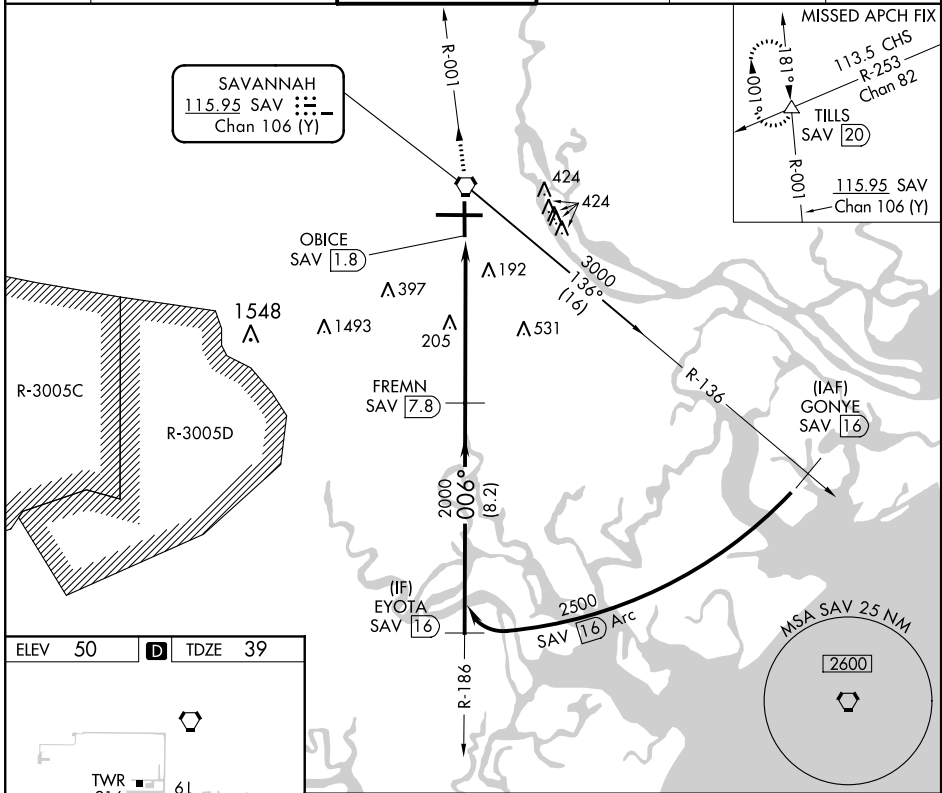 MISSED APCH FIX
113.5 CHS
R-253
Chan 82
181°
001°
TILLS
SAV 20
R-001
115.95 SAV
Chan 106 (Y)
R-001
SAVANNAH
115.95 SAV
Chan 106 (Y)
424
424
OBICE
SAV 1.8
3000
136°
(16)
192
397
1548
1493
205
531
R-3005C
R-3005D
FREMN
SAV 7.8
R-136
(IAF)
GONYE
SAV 16
2000
006°
(8.2)
(IF)
EYOTA
SAV 16
2500
SAV 16 Arc
R-186
MSA SAV 25 NM
2600
ELEV 50
D
TDZE 39
TWR
6L